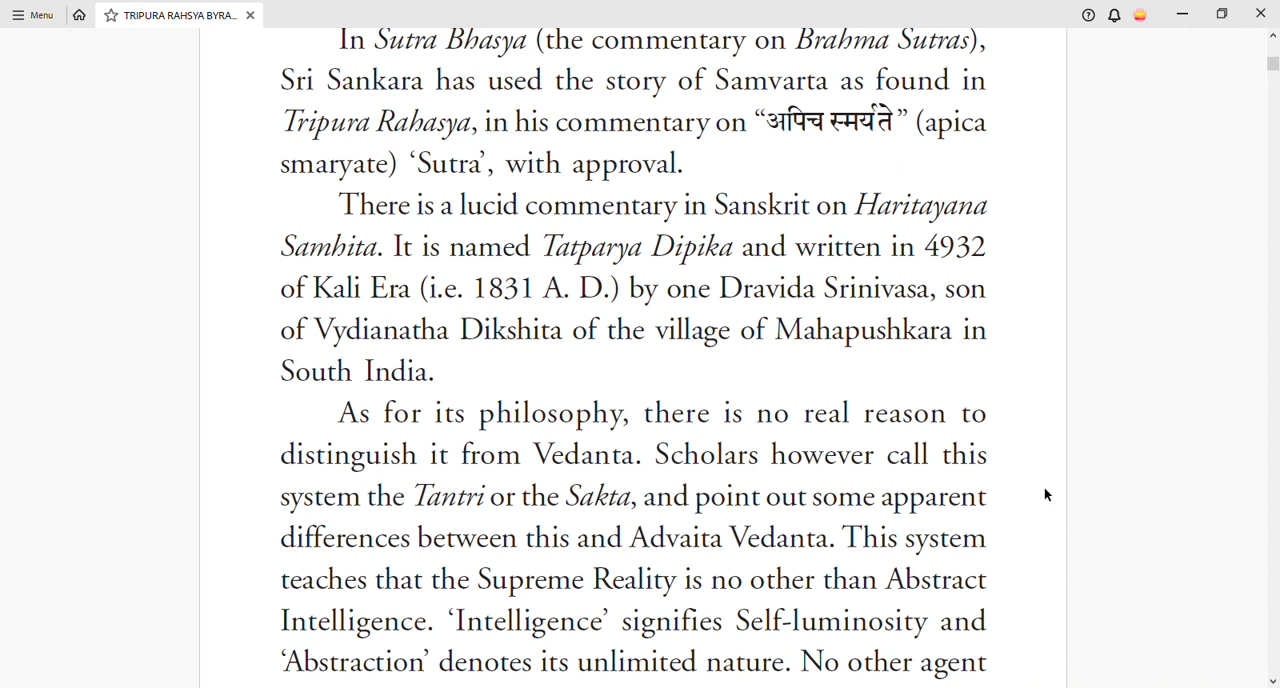 Menu
TRIPURA RAHSYA BYRA...
In Sutra Bhasya (the commentary on Brahma Sutras),
Sri Sankara has used the story of Samvarta as found in
Tripura Rahasya, in his commentary on “अपिच स्मर्यते” (apica
smaryate) ‘Sutra’, with approval.
There is a lucid commentary in Sanskrit on Haritayana
Samhita. It is named Tatparya Dipika and written in 4932
of Kali Era (i.e. 1831 A. D.) by one Dravida Srinivasa, son
of Vydianatha Dikshita of the village of Mahapushkara in
South India.
As for its philosophy, there is no real reason to
distinguish it from Vedanta. Scholars however call this
system the Tantri or the Sakta, and point out some apparent
differences between this and Advaita Vedanta. This system
teaches that the Supreme Reality is no other than Abstract
Intelligence. ‘Intelligence’ signifies Self-luminosity and
‘Abstraction’ denotes its unlimited nature. No other agent